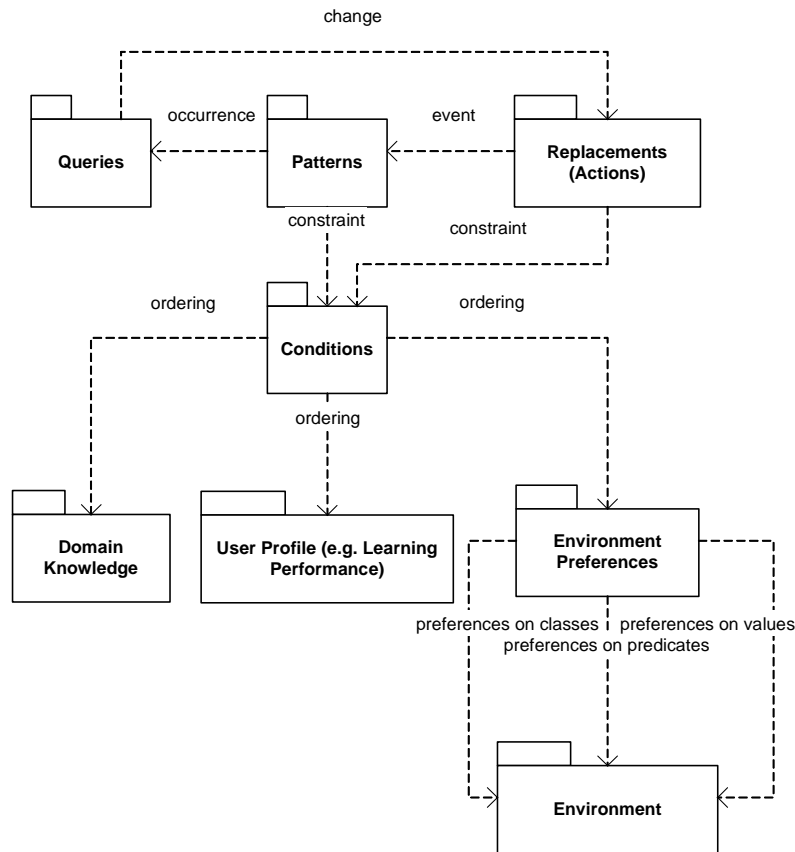 change
occurrence
event
Queries
Patterns
Replacements
(Actions)
constraint
constraint
ordering
ordering
Conditions
ordering
Domain
Knowledge
User Profile (e.g. Learning
Performance)
Environment
Preferences
preferences on classes
preferences on values
preferences on predicates
Environment